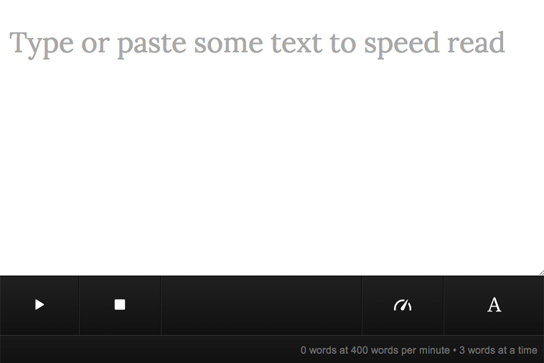 Type or paste some text to speed read
A
0 words at 400 words per minute • 3 words at a time